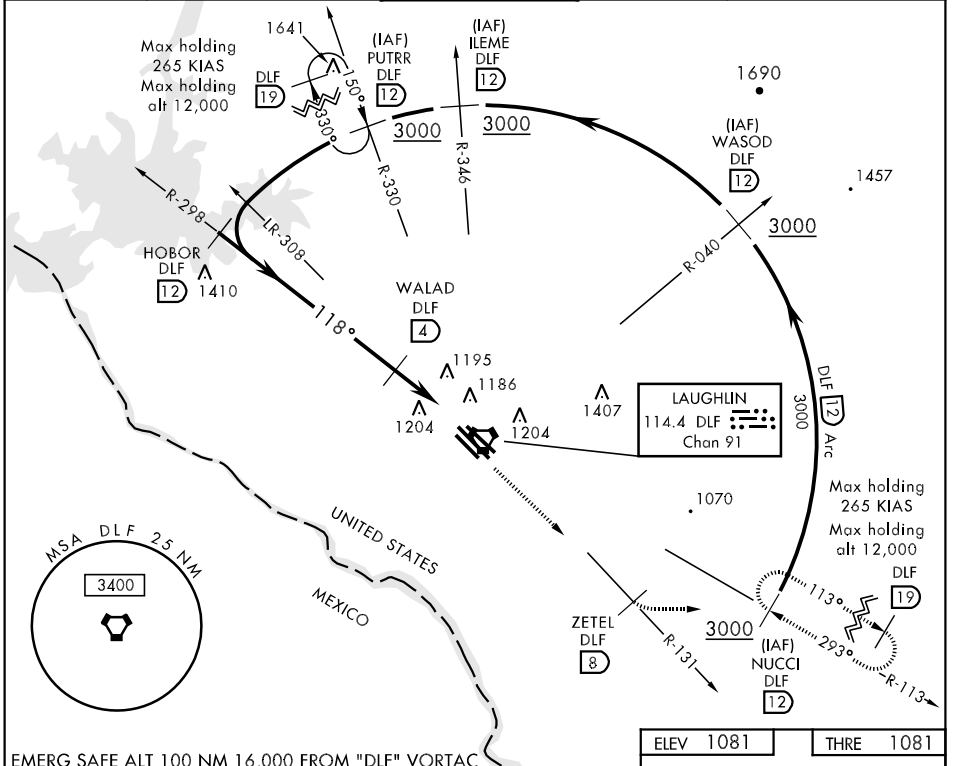 1641
Max holding
265 KIAS
Max holding
alt 12,000
DLF
19
150°
330°
(IAF)
PUTRR
DLF
12
3000
R-330
(IAF)
ILEME
DLF
12
3000
R-346
1690
(IAF)
WASOD
DLF
12
3000
R-040
1457
R-298
LR-308
HOBOR
DLF
12
1410
118°
WALAD
DLF
4
1195
1186
1204
1204
1407
LAUGHLIN
114.4 DLF
Chan 91
DLF 12 Arc
3000
1070
Max holding
265 KIAS
Max holding
alt 12,000
DLF
19
113°
293°
R-113
3000
(IAF)
NUCCI
DLF
12
ZETEL
DLF
8
R-131
UNITED STATES
MEXICO
MSA DLF 25 NM
3400
EMERG SAFE ALT 100 NM 16,000 FROM "DLF" VORTAC
ELEV 1081
THRE 1081